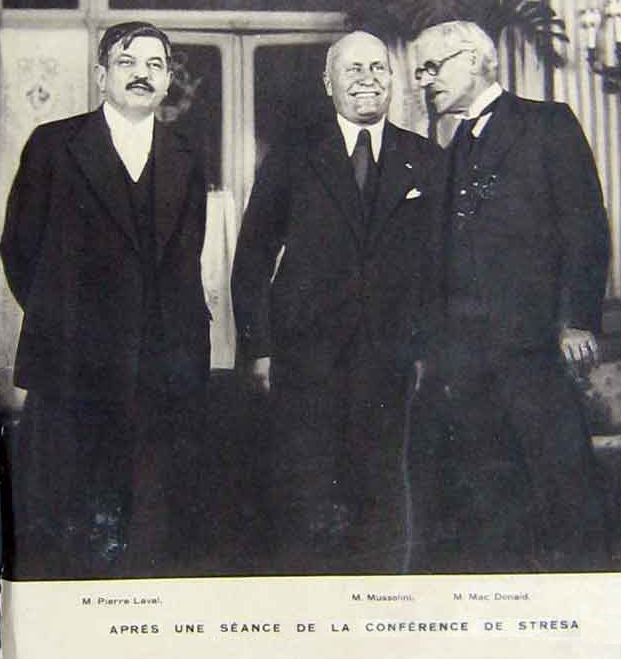 M. Pierre Laval. M. Mussolini. M. Mac Donald.
APRÈS UNE SÉANCE DE LA CONFÉRENCE DE STRESA